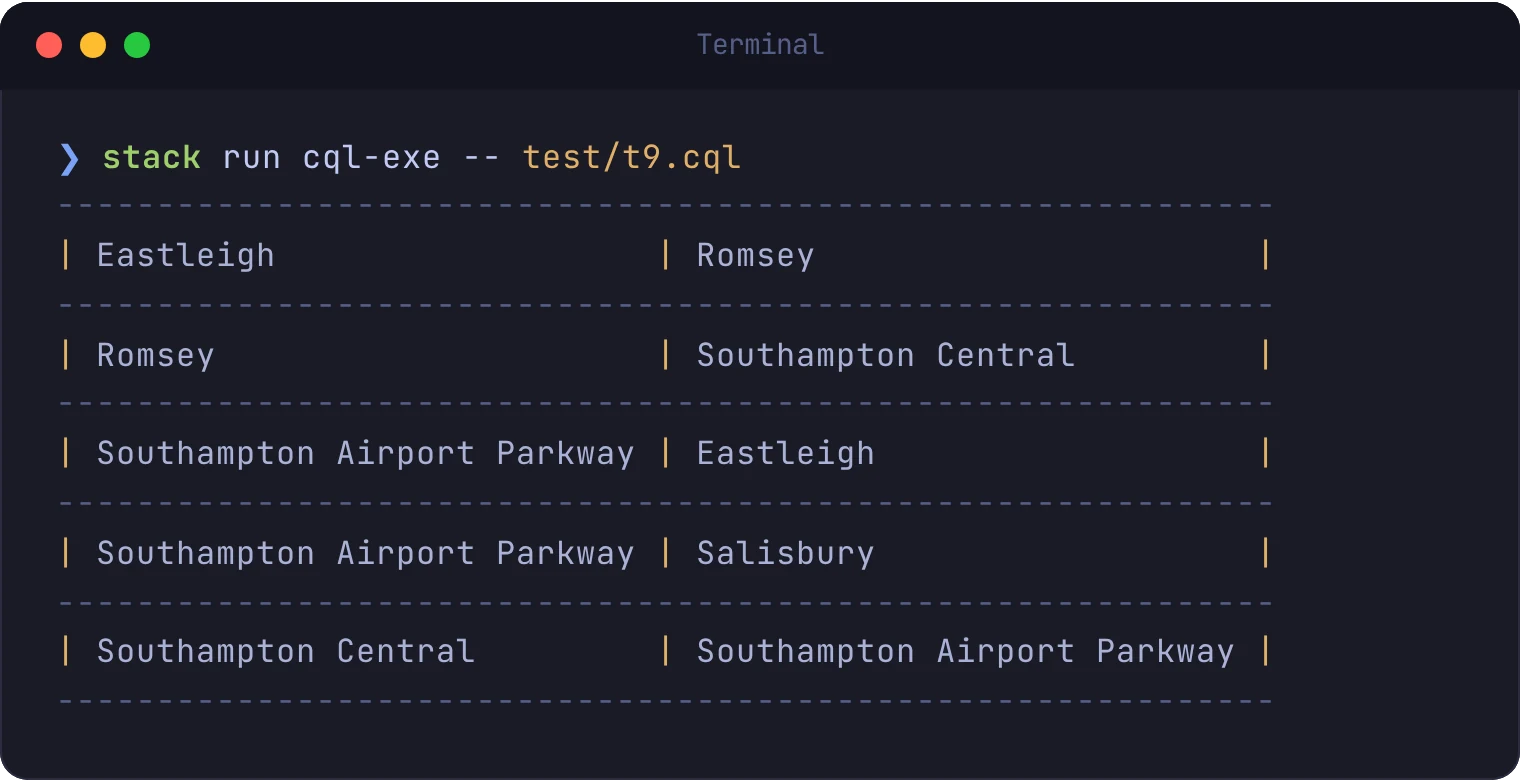 Terminal
❯ stack run cql-exe -- test/t9.cql
-------------------------------------------------------------
| Eastleigh                   | Romsey                      |
-------------------------------------------------------------
| Romsey                      | Southampton Central         |
-------------------------------------------------------------
| Southampton Airport Parkway | Eastleigh                   |
-------------------------------------------------------------
| Southampton Airport Parkway | Salisbury                   |
-------------------------------------------------------------
| Southampton Central         | Southampton Airport Parkway |
-------------------------------------------------------------